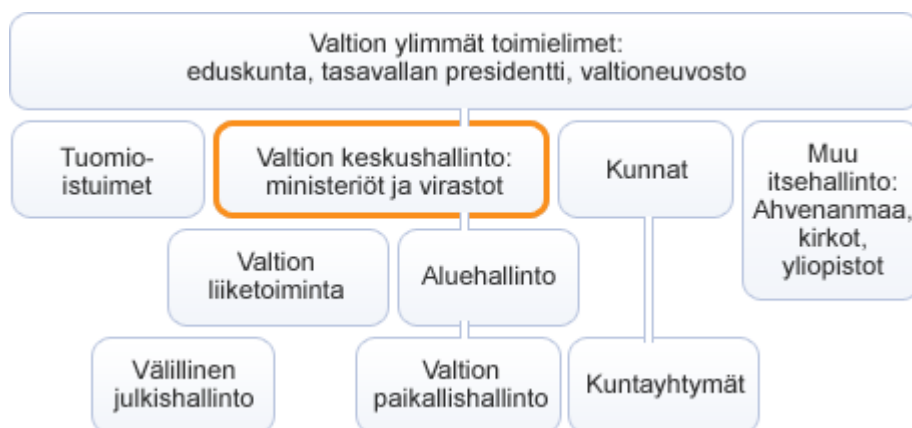 Valtion ylimmät toimielimet:
eduskunta, tasavallan presidentti, valtioneuvosto
Tuomio-
istuimet
Valtion keskushallinto:
ministeriöt ja virastot
Kunnat
Muu
itsehallinto:
Ahvenanmaa,
kirkot,
yliopistot
Valtion
liiketoiminta
Aluehallinto
Välillinen
julkishallinto
Valtion
paikallishallinto
Kuntayhtymät